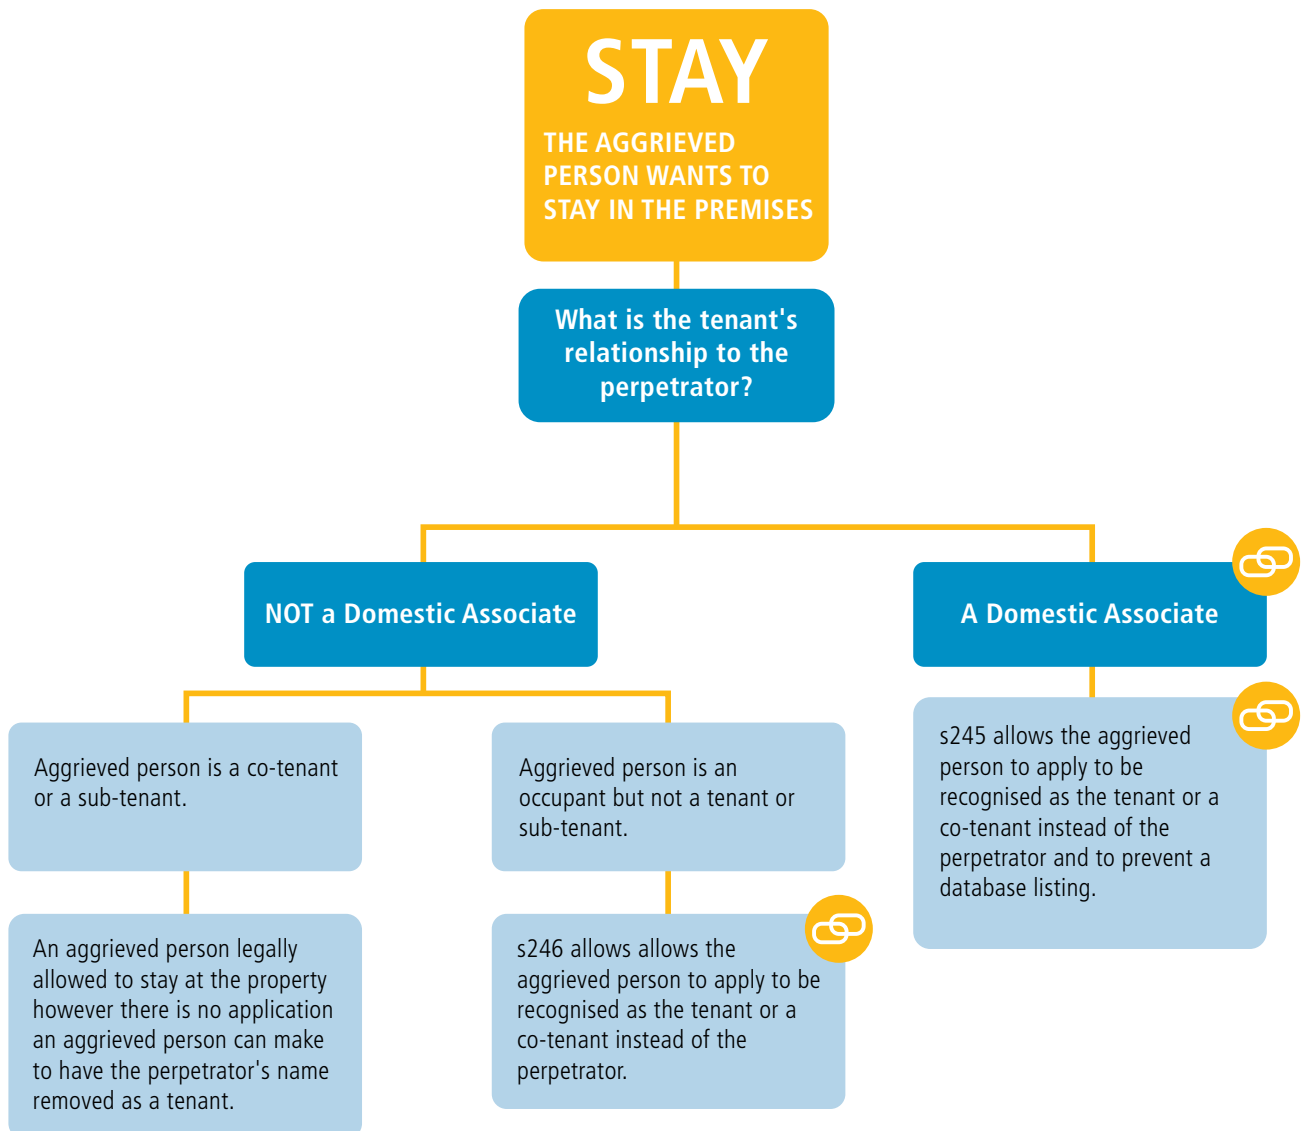 STAY
THE AGGRIEVED
PERSON WANTS TO
STAY IN THE PREMISES
What is the tenant's
relationship to the
perpetrator?
NOT a Domestic Associate
A Domestic Associate
Aggrieved person is a co-tenant
or a sub-tenant.
Aggrieved person is an
occupant but not a tenant or
sub-tenant.
s245 allows the aggrieved
person to apply to be
recognised as the tenant or a
co-tenant instead of the
perpetrator and to prevent a
database listing.
An aggrieved person legally
allowed to stay at the property
however there is no application
an aggrieved person can make
to have the perpetrator's name
removed as a tenant.
s246 allows allows the
aggrieved person to apply to be
recognised as the tenant or a
co-tenant instead of the
perpetrator.